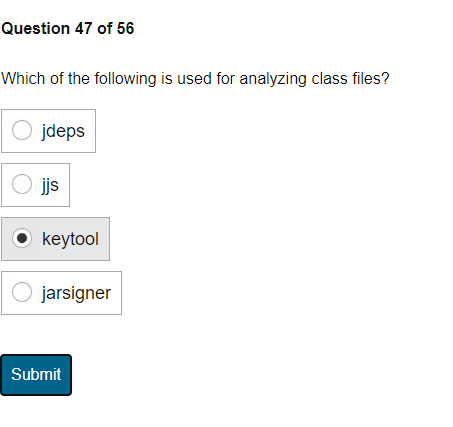 Question 47 of 56
Which of the following is used for analyzing class files?
jdeps
jjs
keytool
jarsigner
Submit